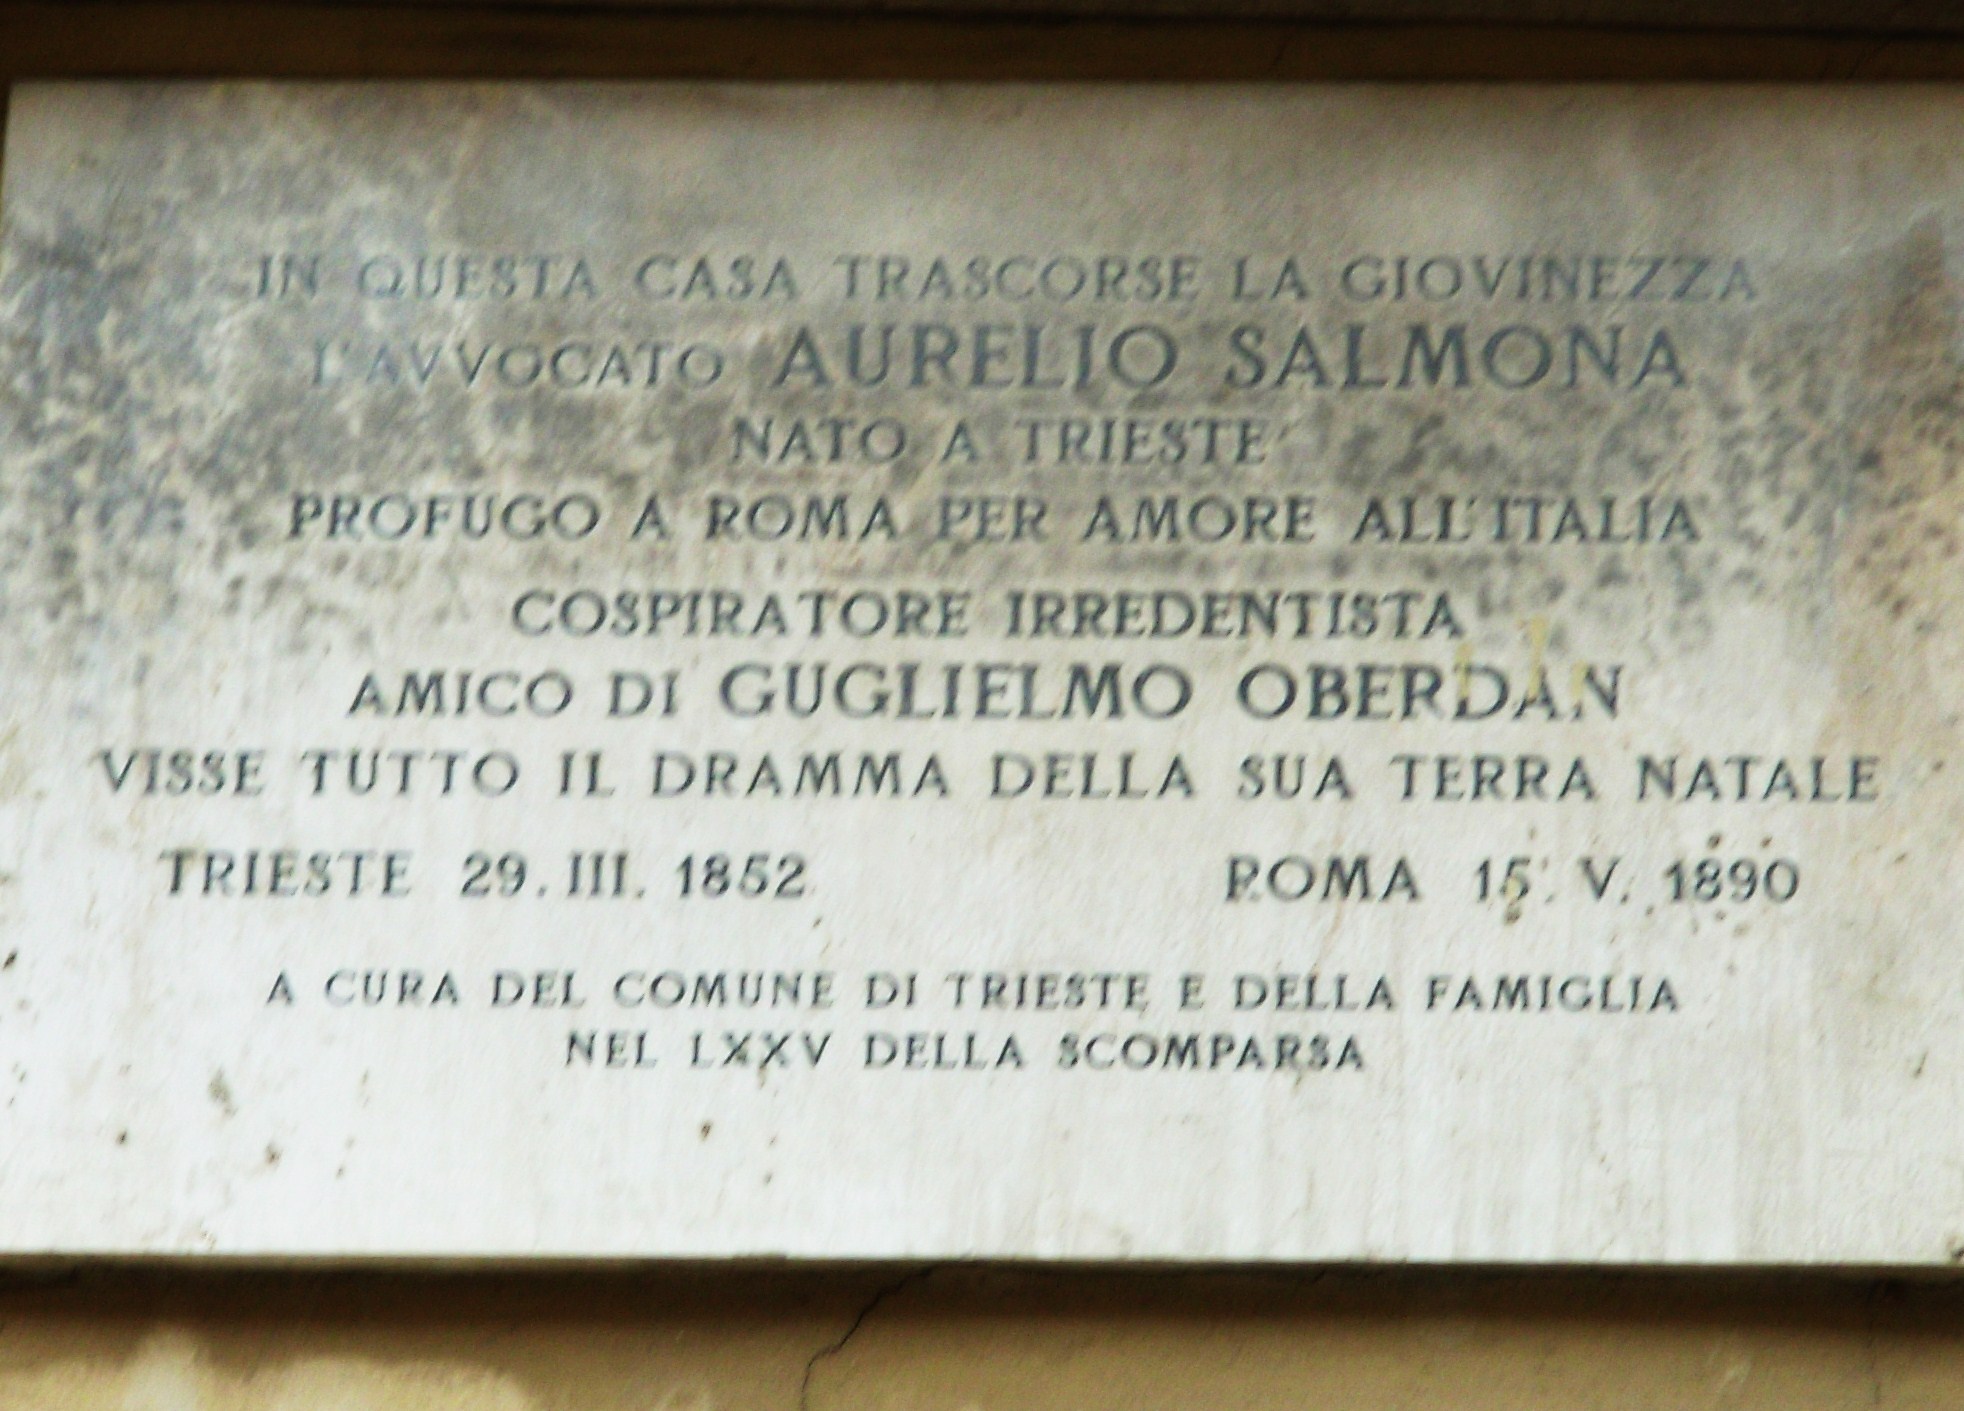 IN QUESTA CASA TRASCORSE LA GIOVINEZZA
L'AVVOCATO AURELIO SALMONA
NATO A TRIESTE
PROFUGO A ROMA PER AMORE ALL'ITALIA
COSPIRATORE IRREDENTISTA
AMICO DI GUGLIELMO OBERDAN
VISSE TUTTO IL DRAMMA DELLA SUA TERRA NATALE
TRIESTE 29. III. 1852 ROMA 15. V. 1890
A CURA DEL COMUNE DI TRIESTE E DELLA FAMIGLIA
NEL LXXV DELLA SCOMPARSA